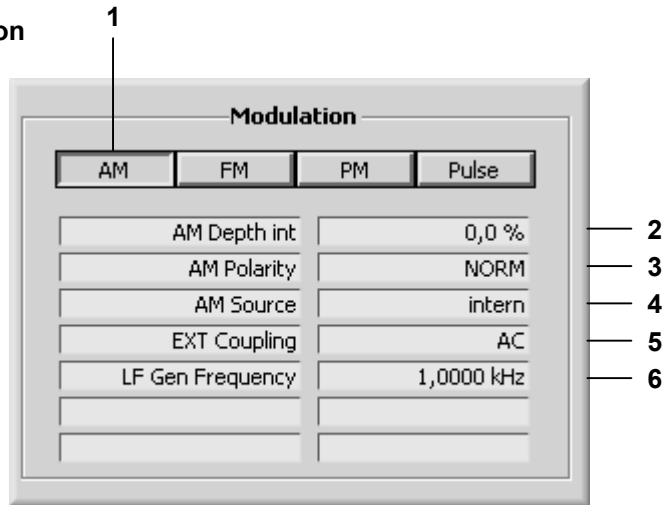 1
on
Modulation
AM FM PM Pulse
AM Depth int 0,0 % 2
AM Polarity NORM 3
AM Source intern 4
EXT Coupling AC 5
LF Gen Frequency 1,0000 kHz 6